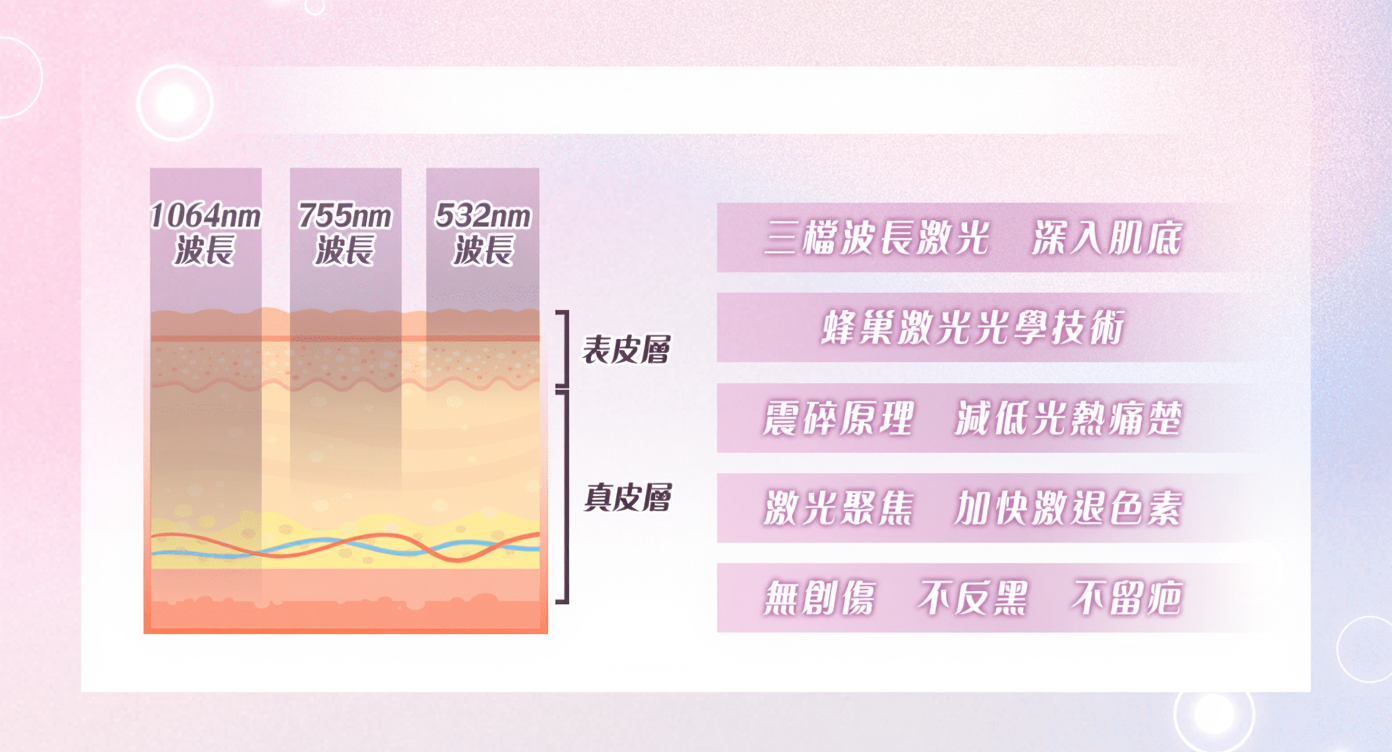 1064nm
波長
755nm
波長
532nm
波長
表皮層
真皮層
三檔波長激光 深入肌底
蜂巢激光光學技術
震碎原理 減低光熱痛楚
激光聚焦 加快激退色素
無創傷 不反黑 不留疤